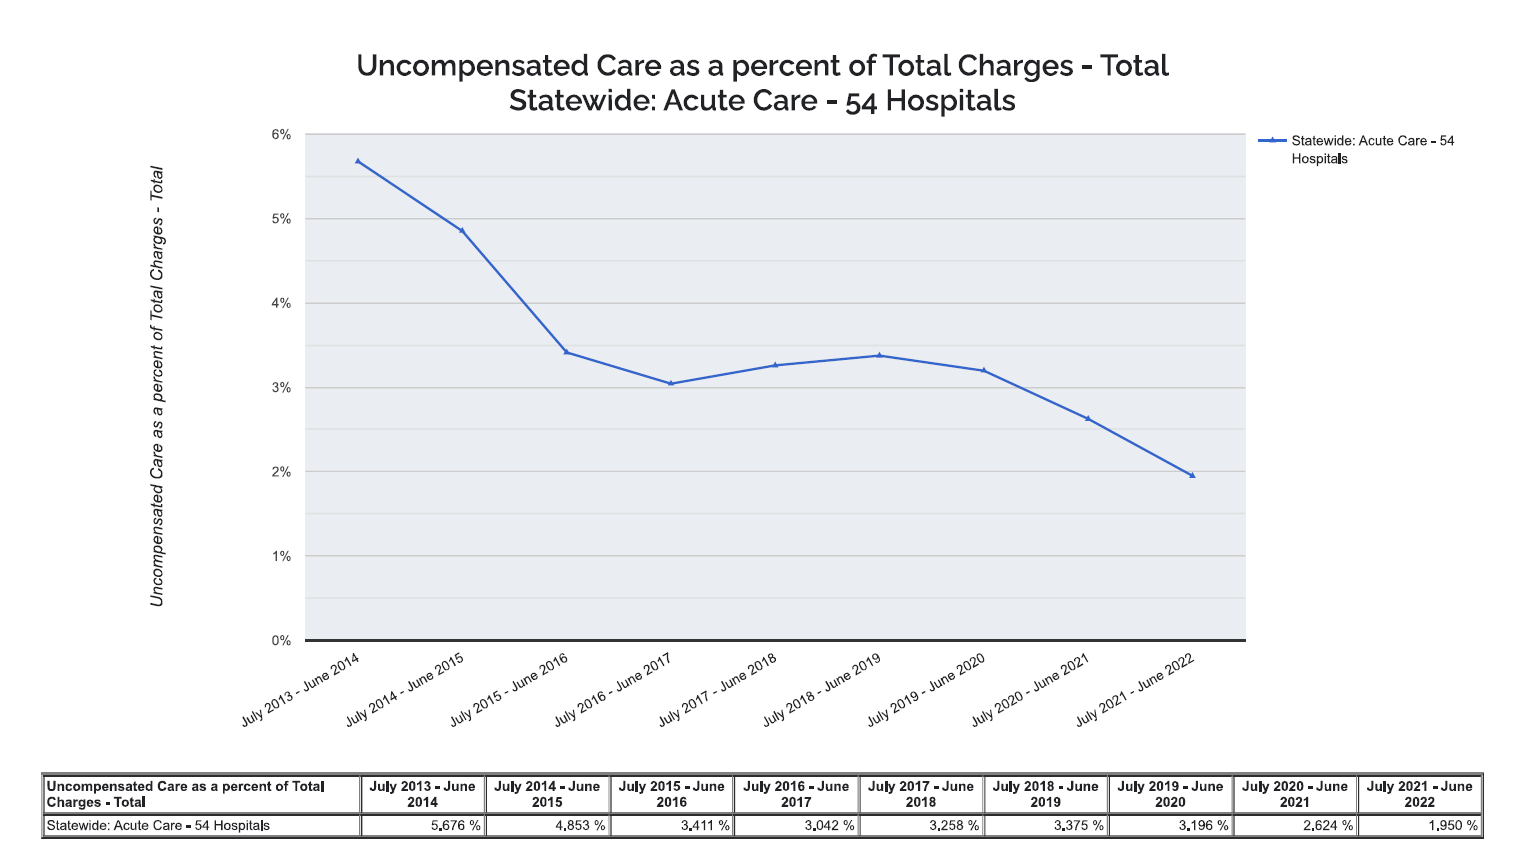 Uncompensated Care as a percent of Total Charges - Total
Statewide: Acute Care - 54 Hospitals
Statewide: Acute Care - 54
Hospitals
Uncompensated Care as a percent of Total Charges - Total
6%
5%
4%
3%
2%
1%
0%
July 2013 - June 2014
July 2014 - June 2015
July 2015 - June 2016
July 2016 - June 2017
July 2017 - June 2018
July 2018 - June 2019
July 2019 - June 2020
July 2020 - June 2021
July 2021 - June 2022
Uncompensated Care as a percent of Total July 2013 - June July 2014 - June July 2015 - June July 2016 - June July 2017 - June July 2018 - June July 2019 - June July 2020 - June July 2021 - June
Charges - Total 2014 2015 2016 2017 2018 2019 2020 2021 2022
Statewide: Acute Care - 54 Hospitals 5.676 % 4.853 % 3.411 % 3.042 % 3.258 % 3.375 % 3.196 % 2.624 % 1.950 %